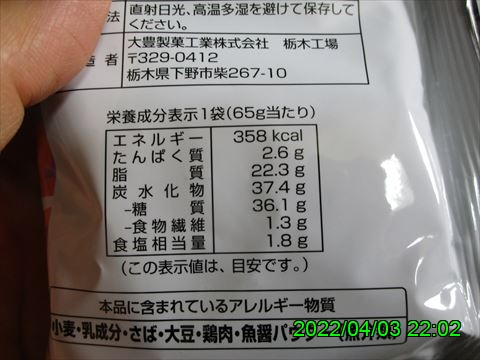 法 直射日光、高温多湿を避けて保存して
ください。
造者 大豊製菓工業株式会社 栃木工場
〒329-0412
栃木県下野市柴267-10
栄養成分表示1袋(65g当たり)
エネルギー 358 kcal
たんぱく質 2.6 g
脂質 22.3 g
炭水化物 37.4 g
-糖質 36.1 g
-食物繊維 1.3 g
食塩相当量 1.8 g
(この表示値は、目安です。)
本品に含まれているアレルギー物質
小麦・乳成分・さば・大豆・鶏肉・魚醤パウ
2022/04/03 22:02